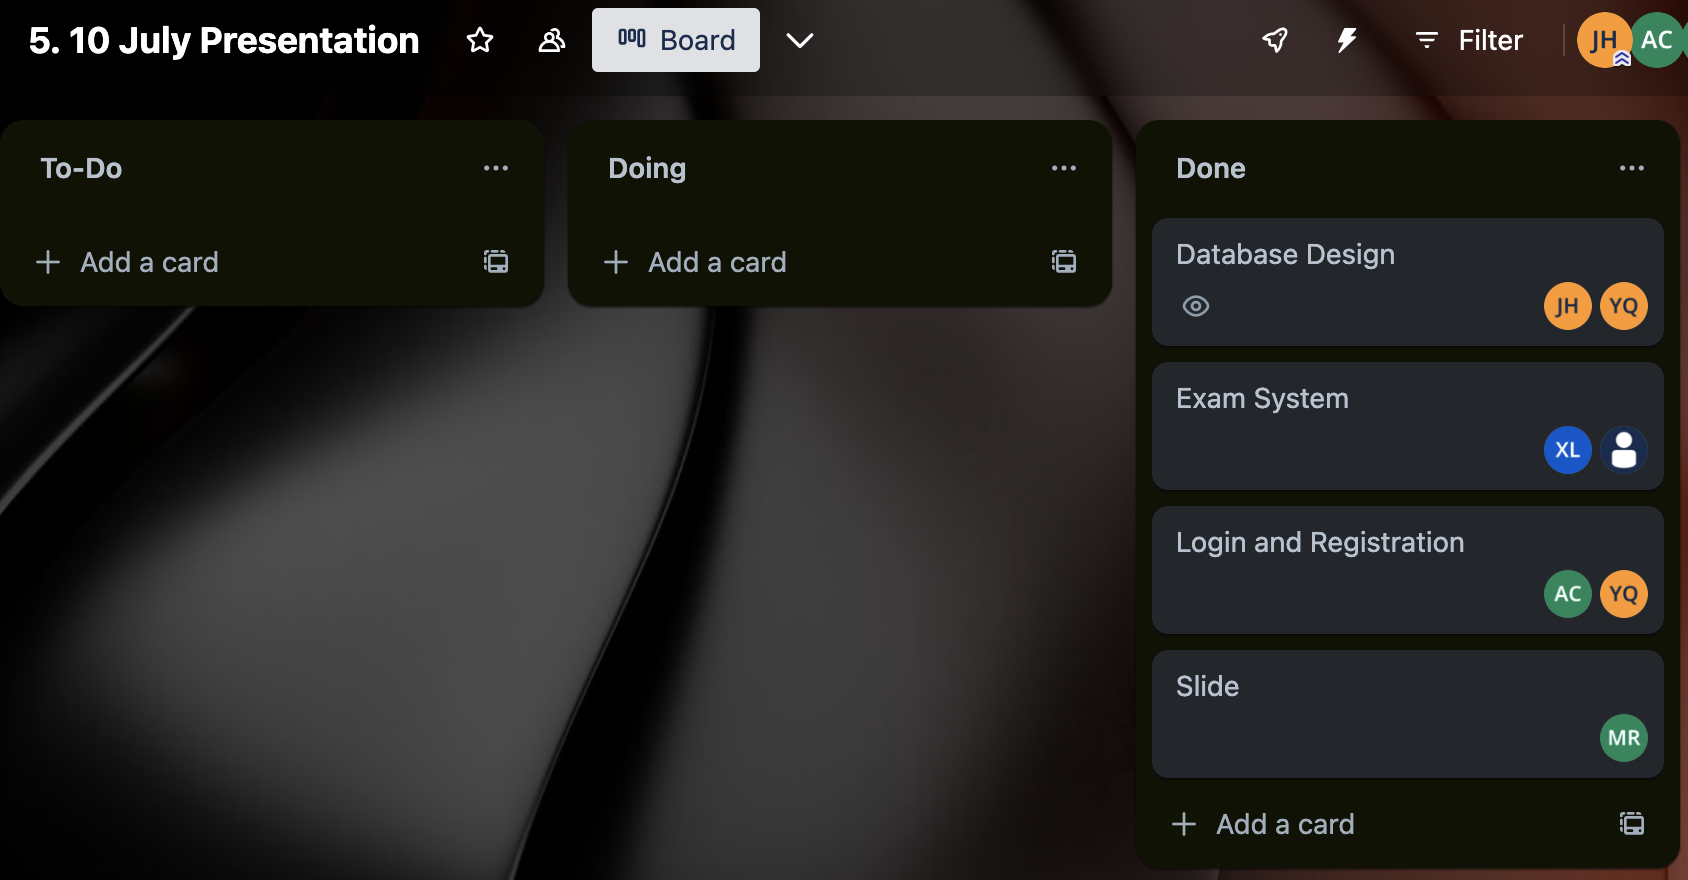 5. 10 July Presentation
Board
Filter
JH
AC
To-Do
Add a card
Doing
Add a card
Done
Database Design
JH
YQ
Exam System
XL
Login and Registration
AC
YQ
Slide
MR
Add a card